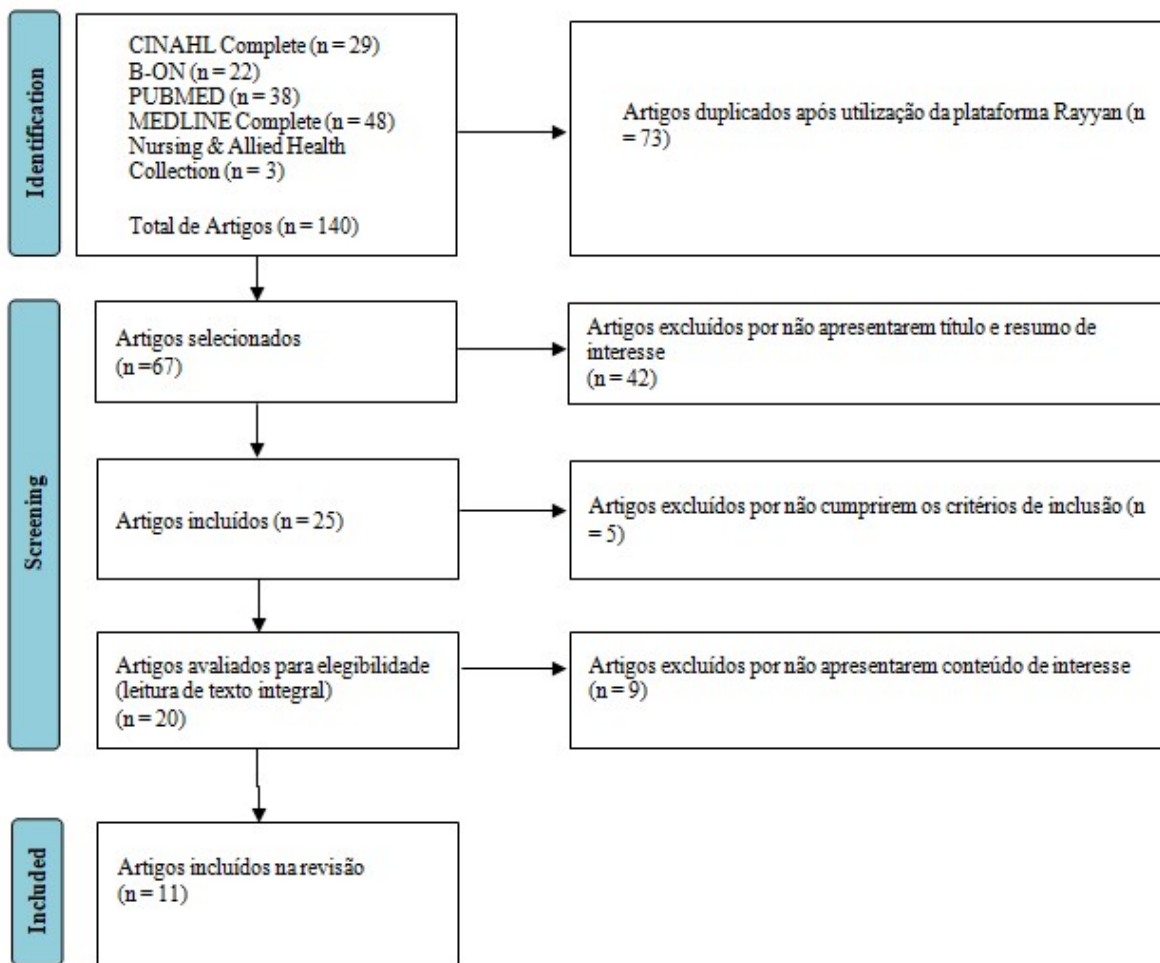 Identification
CINAHL Complete (n = 29)
B-ON (n = 22)
PUBMED (n = 38)
MEDLINE Complete (n = 48)
Nursing & Allied Health
Collection (n = 3)
Total de Artigos (n = 140)
Artigos duplicados após utilização da plataforma Rayyan (n
= 73)
Screening
Artigos selecionados
(n =67)
Artigos excluídos por não apresentarem título e resumo de
interesse
(n = 42)
Artigos incluídos (n = 25)
Artigos excluídos por não cumprirem os critérios de inclusão (n
= 5)
Artigos avaliados para elegibilidade
(leitura de texto integral)
(n = 20)
Artigos excluídos por não apresentarem conteúdo de interesse
(n = 9)
Included
Artigos incluídos na revisão
(n = 11)